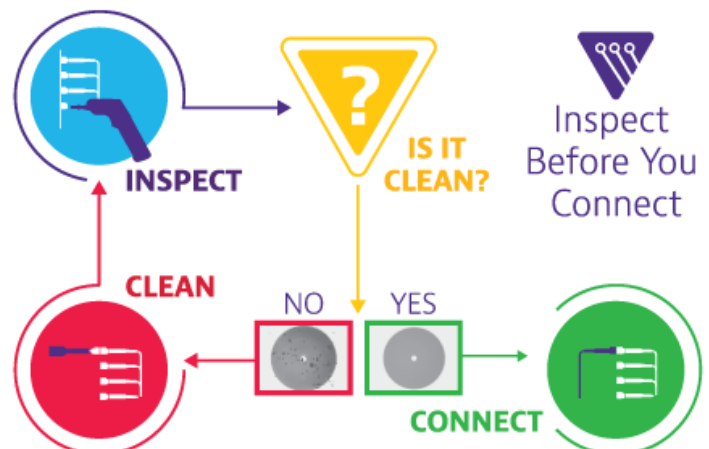 INSPECT
?
IS IT
CLEAN?
Inspect
Before You
Connect
CLEAN
NO
YES
CONNECT